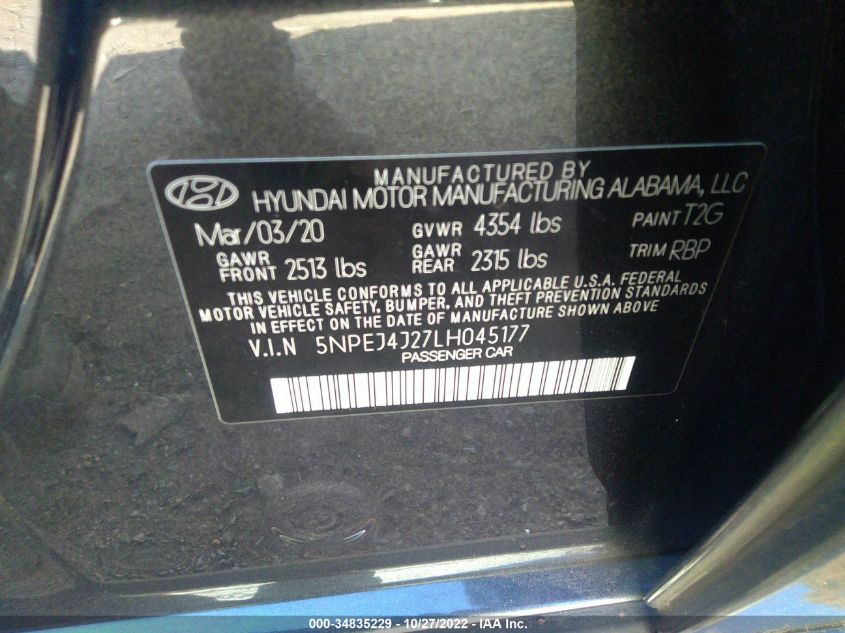 MANUFACTURED BY
HYUNDAI MOTOR MANUFACTURING ALABAMA, LLC
Mar/03/20 GVWR 4354 lbs PAINT T2G
GAWR FRONT 2513 lbs GAWR REAR 2315 lbs TRIM RBP
THIS VEHICLE CONFORMS TO ALL APPLICABLE U.S.A. FEDERAL
MOTOR VEHICLE SAFETY, BUMPER, AND THEFT PREVENTION STANDARDS
IN EFFECT ON THE DATE OF MANUFACTURE SHOWN ABOVE
V.I.N 5NPEJ4J27LH045177
PASSENGER CAR
000-34835229 - 10/27/2022 - IAA Inc.